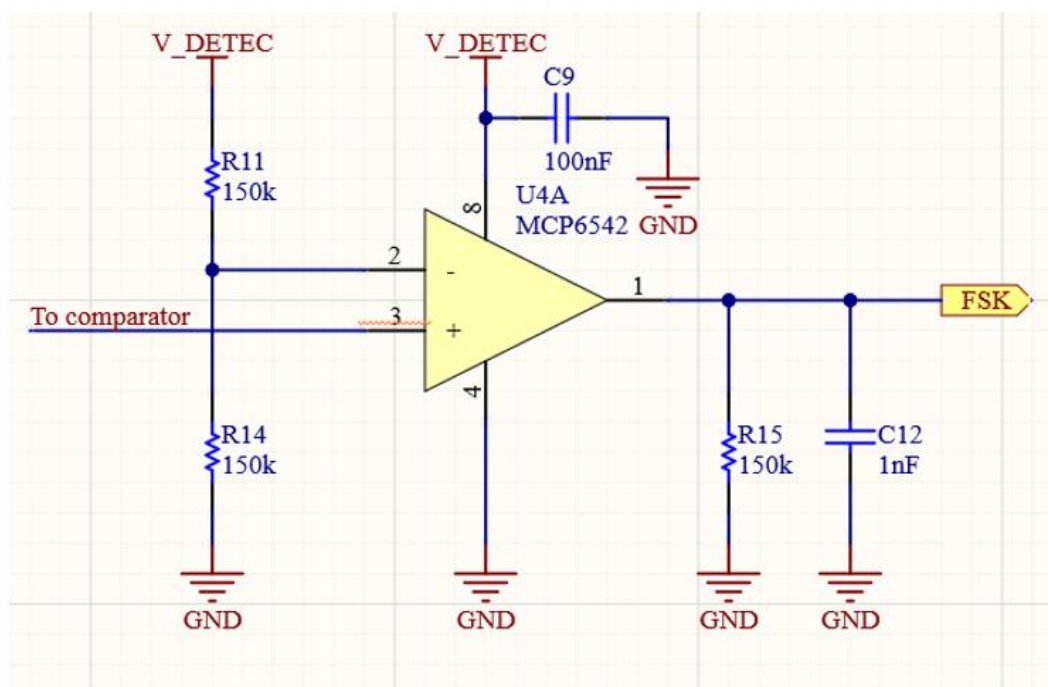 V_DETEC
V_DETEC
C9
100nF
GND
R11
150k
8
U4A
MCP6542
2
-
To comparator
3
+
1
FSK
4
R14
150k
R15
150k
C12
1nF
GND
GND
GND
GND